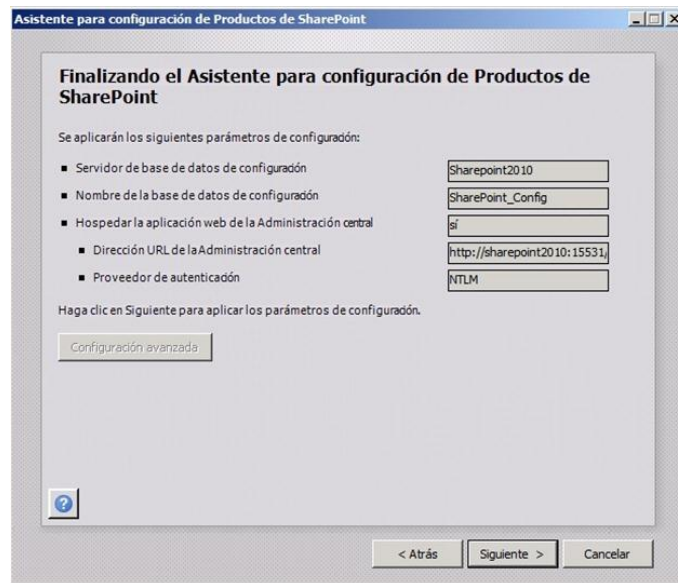 Asistente para configuración de Productos de SharePoint
Finalizando el Asistente para configuración de Productos de
SharePoint
Se aplicarán los siguientes parámetros de configuración:
Servidor de base de datos de configuración Sharepoint2010
Nombre de la base de datos de configuración SharePoint_Config
Hospedar la aplicación web de la Administración central sí
Dirección URL de la Administración central http://sharepoint2010:15531/
Proveedor de autenticación NTLM
Haga clic en Siguiente para aplicar los parámetros de configuración.
Configuración avanzada
?
< Atrás Siguiente > Cancelar